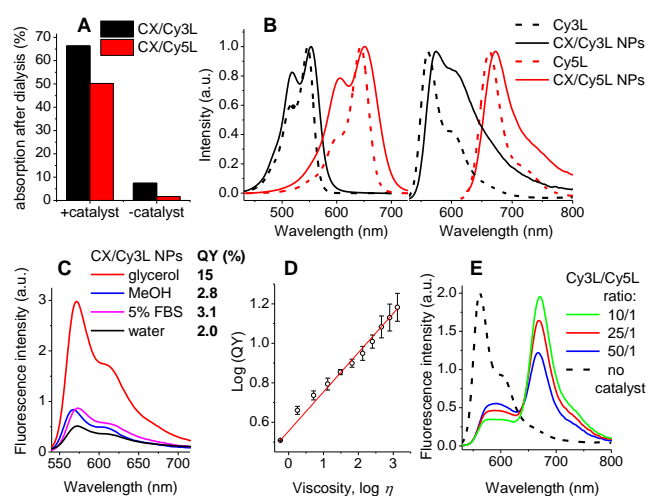 A
CX/Cy3L
CX/Cy5L
absorption after dialysis (%)
70
60
50
40
30
20
10
0
+catalyst
-catalyst
B
Cy3L
CX/Cy3L NPs
Cy5L
CX/Cy5L NPs
Intensity (a.u.)
1.0
0.8
0.6
0.4
0.2
0.0
500
600
700
600
700
800
Wavelength (nm)
Wavelength (nm)
C
CX/Cy3L NPs
QY (%)
glycerol
15
MeOH
2.8
5% FBS
3.1
water
2.0
Fluorescence intensity (a.u.)
3
2
1
0
550
600
650
700
Wavelength (nm)
D
Log (QY)
1.2
1.0
0.8
0.6
0
1
2
3
Viscosity, log η
E
Cy3L/Cy5L
ratio:
10/1
25/1
50/1
no
catalyst
Fluorescence intensity (a.u.)
2.0
1.5
1.0
0.5
0.0
600
700
800
Wavelength (nm)